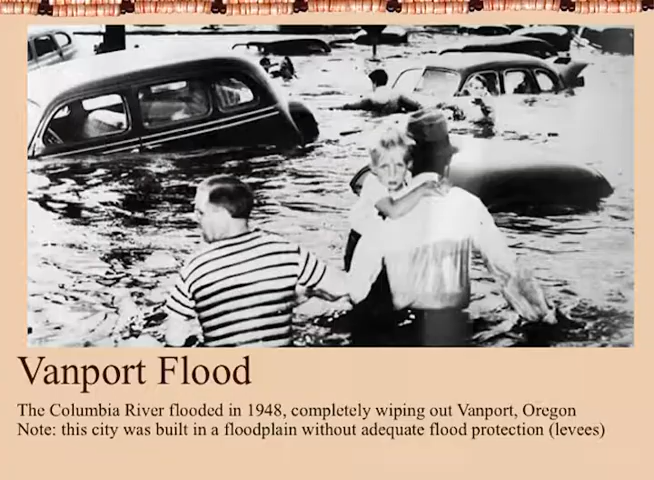 Vanport Flood
The Columbia River flooded in 1948, completely wiping out Vanport, Oregon
Note: this city was built in a floodplain without adequate flood protection (levees)